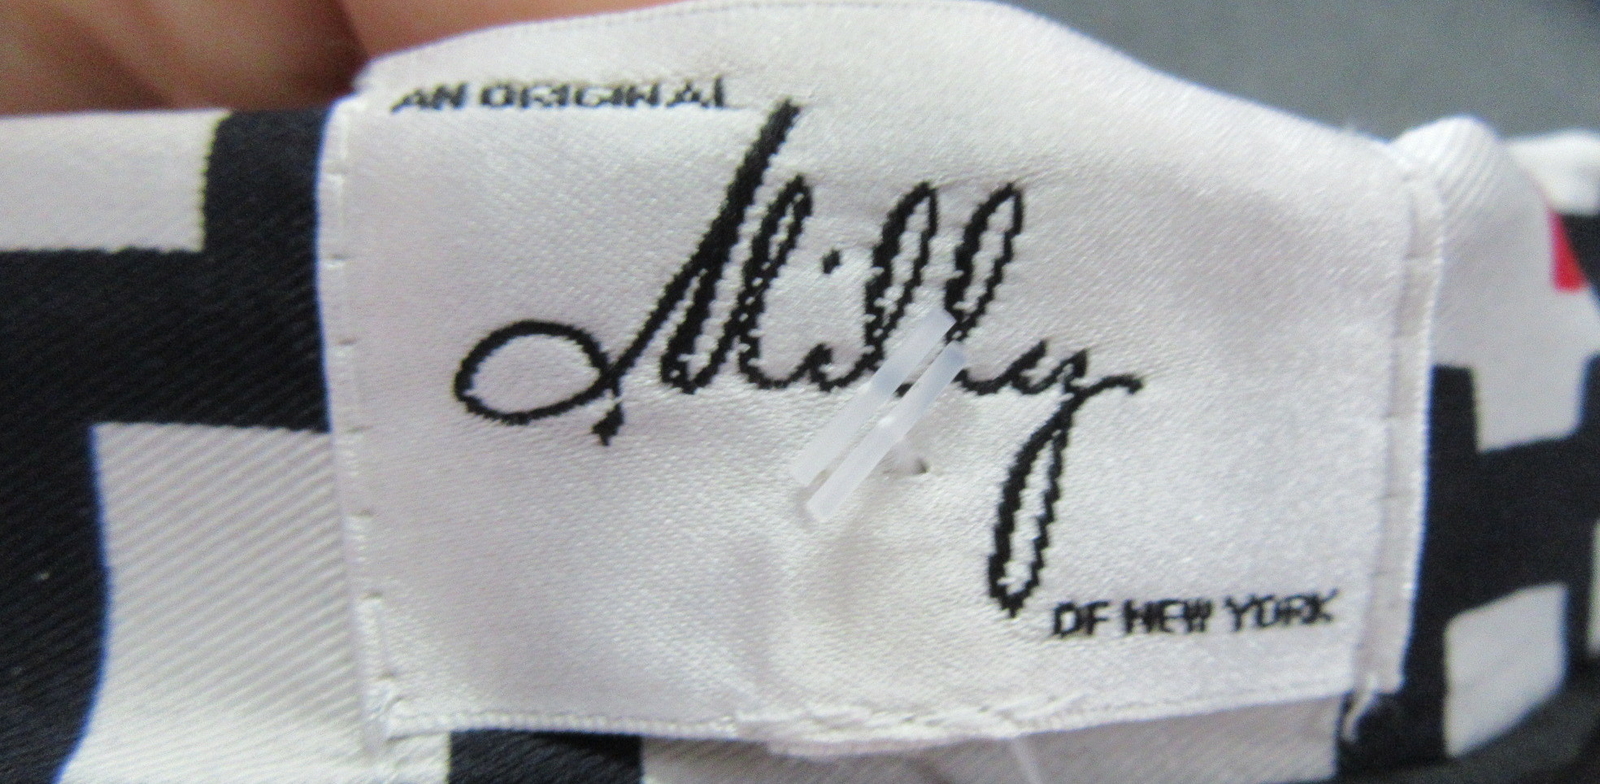 AN ORIGINAL
Milly
OF NEW YORK